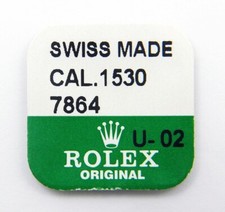 SWISS MADE
CAL.1530
7864
U-02
ROLEX
ORIGINAL